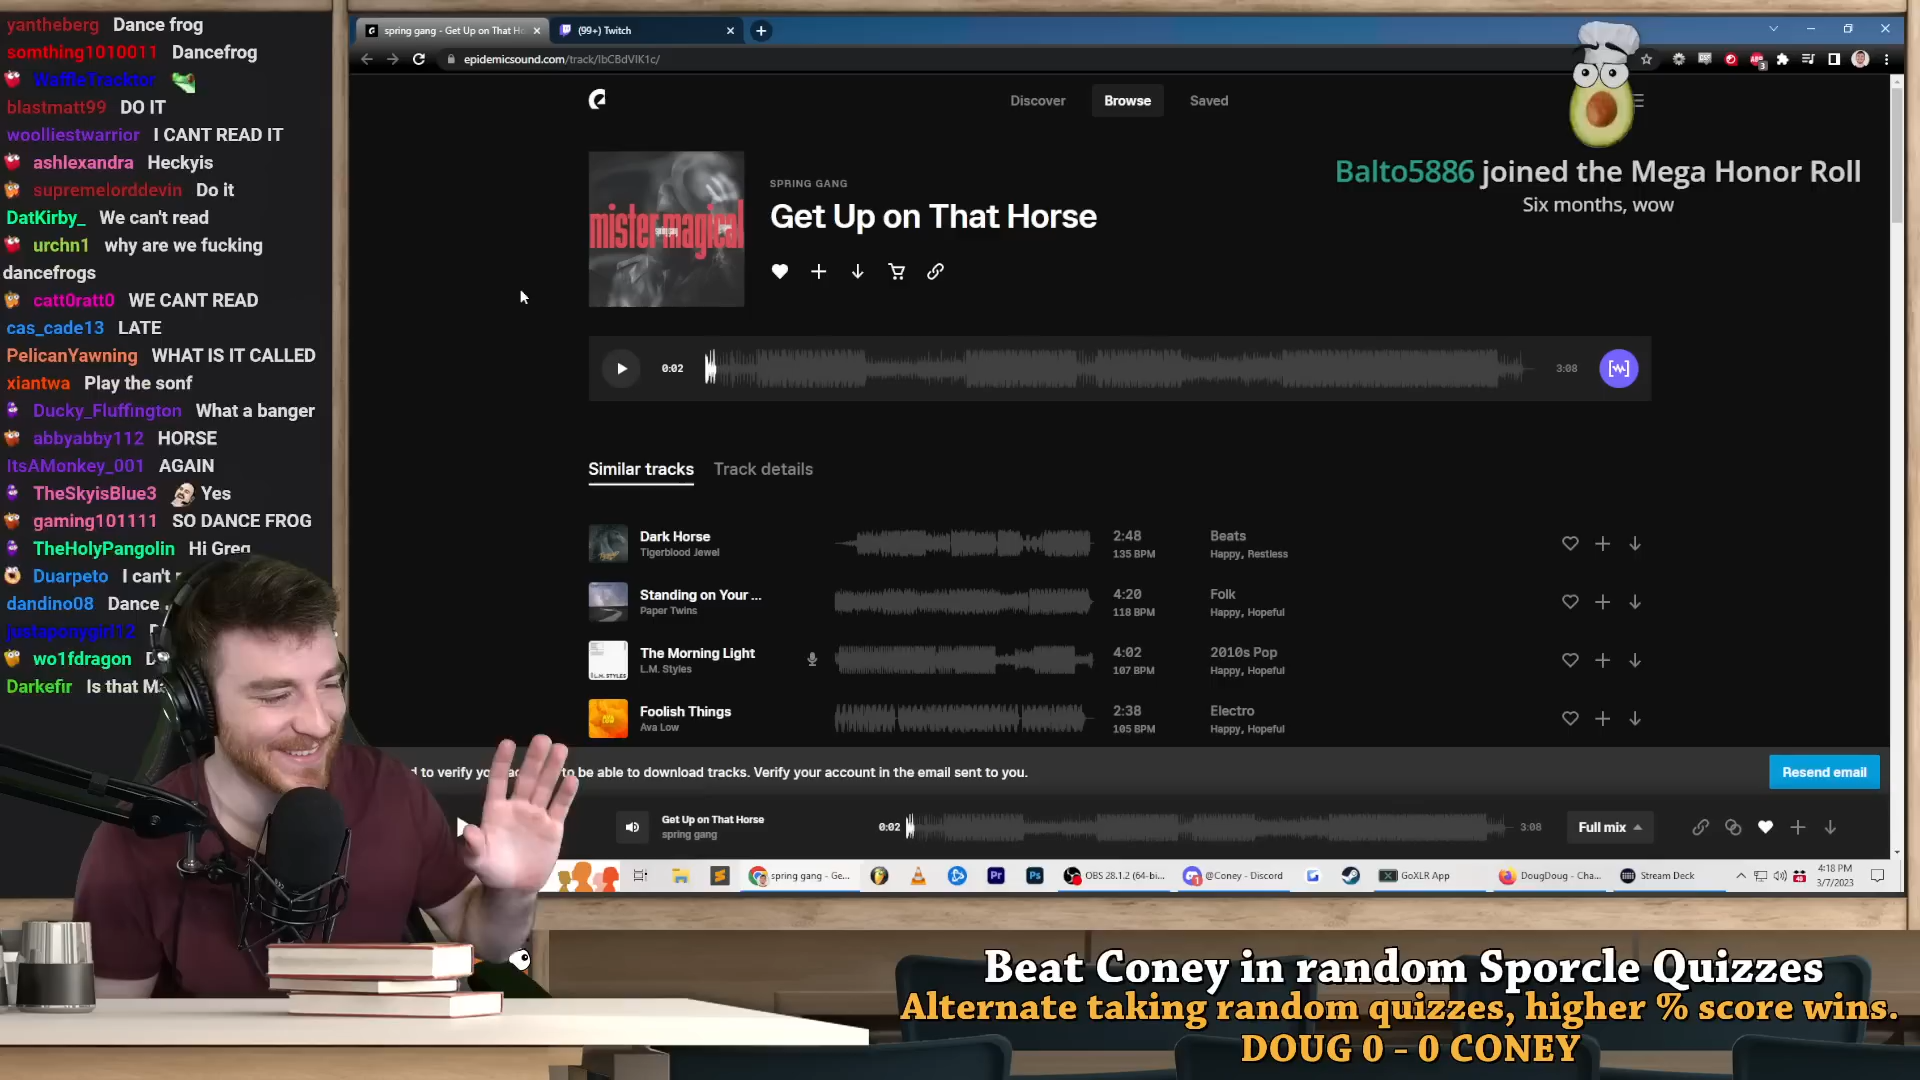 yantheberg Dance frog
somthing1010011 Dancefrog
WaffleTracktor
blastmatt99 DO IT
woolliestwarrior I CANT READ IT
ashlexandra Heckyis
supremelorddevin Do it
DatKirby_ We can't read
urchn1 why are we fucking
dancefrogs
catt0ratt0 WE CANT READ
cas_cade13 LATE
PelicanYawning WHAT IS IT CALLED
xiantwa Play the sonf
Ducky_Fluffington What a banger
abbyabby112 HORSE
ItsAMonkey_001 AGAIN
TheSkyisBlue3 Yes
gaming101111 SO DANCE FROG
TheHolyPangolin Hi Greg
Duarpeto I can't
dandino08 Dance
justaponygirl12
wo1fdragon
Darkefir Is that
spring gang - Get Up on That Ho
(99+) Twitch
epidemicsound.com/track/lbCBdVIK1c/
Discover Browse Saved
mister magical
SPRING GANG
Get Up on That Horse
Balto5886 joined the Mega Honor Roll
Six months, wow
0:02 3:08
Similar tracks Track details
Dark Horse 2:48 Beats
Tigerblood Jewel 135 BPM Happy, Restless
Standing on Your ... 4:20 Folk
Paper Twins 118 BPM Happy, Hopeful
The Morning Light 4:02 2010s Pop
L.M. Styles 107 BPM Happy, Hopeful
L.M. STYLES
Foolish Things 2:38 Electro
Ava Low 105 BPM Happy, Hopeful
to verify to be able to download tracks. Verify your account in the email sent to you.
Resend email
Get Up on That Horse
spring gang
0:02 3:08 Full mix
spring gang - Ge...
Pr
Ps
OBS 28.1.2 (64-bi...
@Coney - Discord
GoXLR App
DougDoug - Cha...
Stream Deck
4:18 PM
3/7/2023
Beat Coney in random Sporcle Quizzes
Alternate taking random quizzes, higher % score wins.
DOUG 0 - 0 CONEY